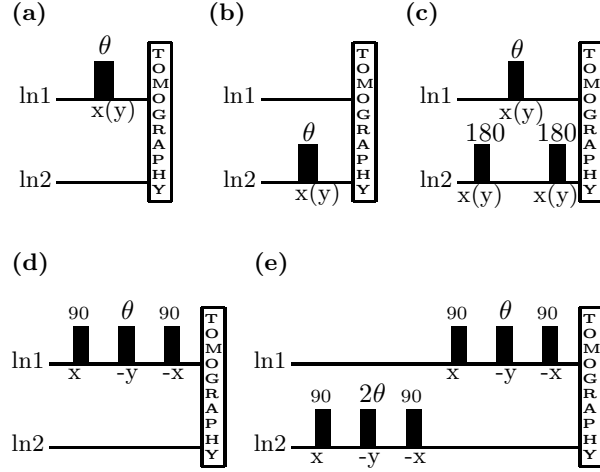 (a)
(b)
(c)
θ
ln1
x(y)
ln2
TOMOGRAPHY
θ
ln1
ln2
x(y)
TOMOGRAPHY
θ
ln1
x(y)
180 180
ln2
x(y) x(y)
TOMOGRAPHY
(d)
(e)
90 θ 90
ln1
x -y -x
ln2
TOMOGRAPHY
90 θ 90
ln1
x -y -x
90 2θ 90
ln2
x -y -x
TOMOGRAPHY